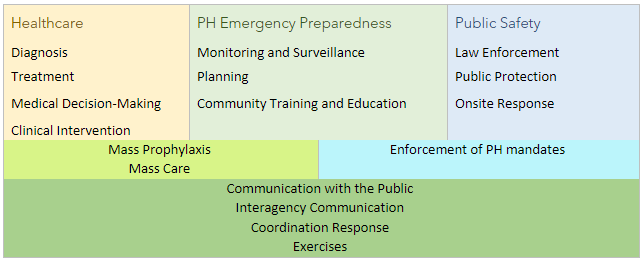 Healthcare
Diagnosis
Treatment
Medical Decision-Making
Clinical Intervention
PH Emergency Preparedness
Monitoring and Surveillance
Planning
Community Training and Education
Public Safety
Law Enforcement
Public Protection
Onsite Response
Mass Prophylaxis
Mass Care
Enforcement of PH mandates
Communication with the Public
Interagency Communication
Coordination Response
Exercises